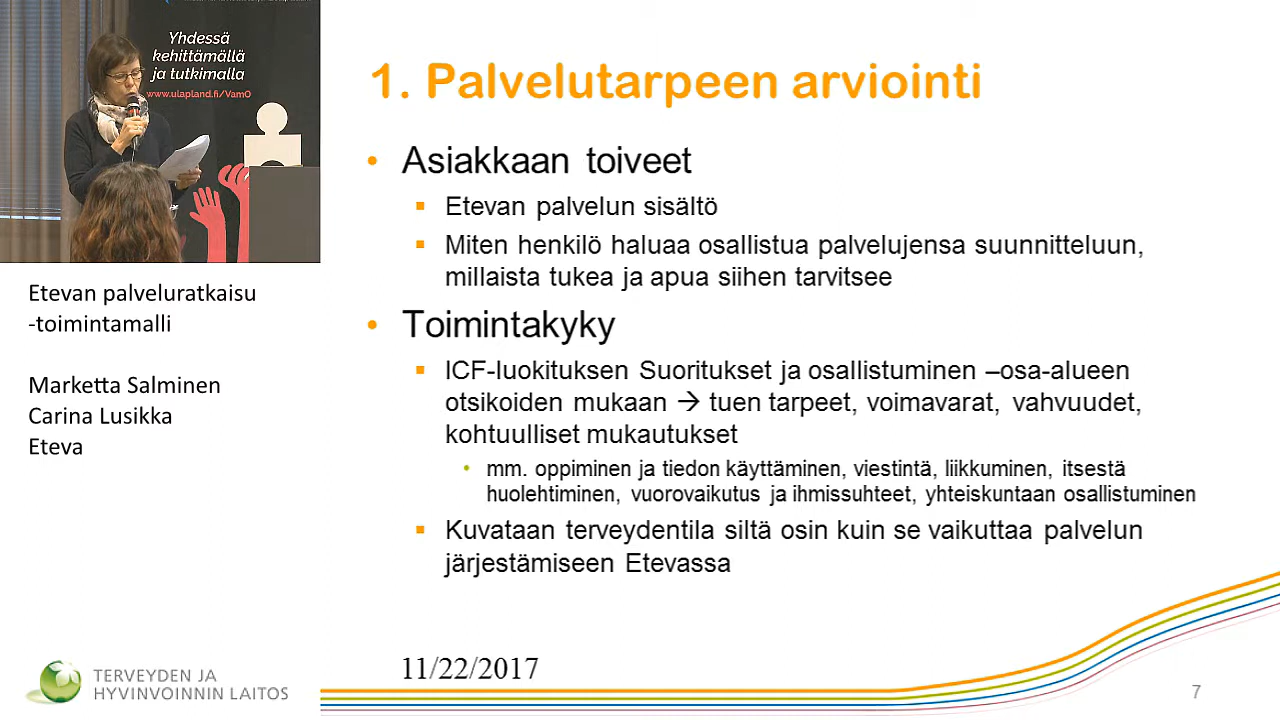 Yhdessä
kehittämällä
ja tutkimalla
www.ulapland.fi/VamO
1. Palvelutarpeen arviointi
• Asiakkaan toiveet
▪ Etevan palvelun sisältö
▪ Miten henkilö haluaa osallistua palvelujensa suunnitteluun,
millaista tukea ja apua siihen tarvitsee
• Toimintakyky
▪ ICF-luokituksen Suoritukset ja osallistuminen –osa-alueen
otsikoiden mukaan → tuen tarpeet, voimavarat, vahvuudet,
kohtuulliset mukautukset
• mm. oppiminen ja tiedon käyttäminen, viestintä, liikkuminen, itsestä
huolehtiminen, vuorovaikutus ja ihmissuhteet, yhteiskuntaan osallistuminen
▪ Kuvataan terveydentila siltä osin kuin se vaikuttaa palvelun
järjestämiseen Etevassa
Etevan palveluratkaisu
-toimintamalli
Marketta Salminen
Carina Lusikka
Eteva
TERVEYDEN JA
HYVINVOINNIN LAITOS
11/22/2017
7